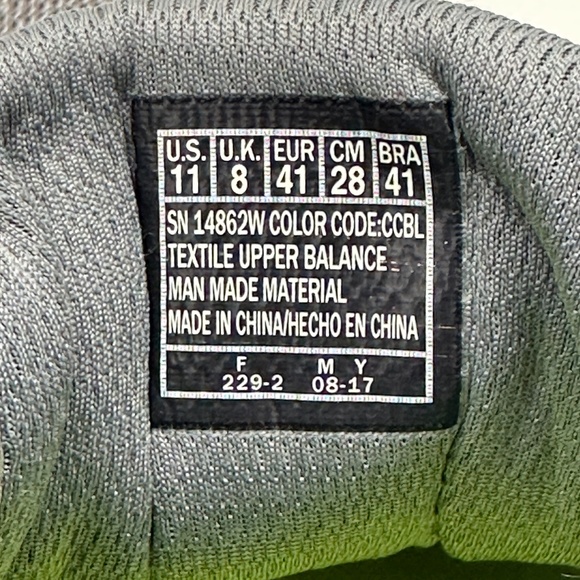 U.S. U.K. EUR CM BRA
11 8 41 28 41
SN 14862W COLOR CODE:CCBL
TEXTILE UPPER BALANCE
MAN MADE MATERIAL
MADE IN CHINA/HECHO EN CHINA
F M Y
229-2 08-17